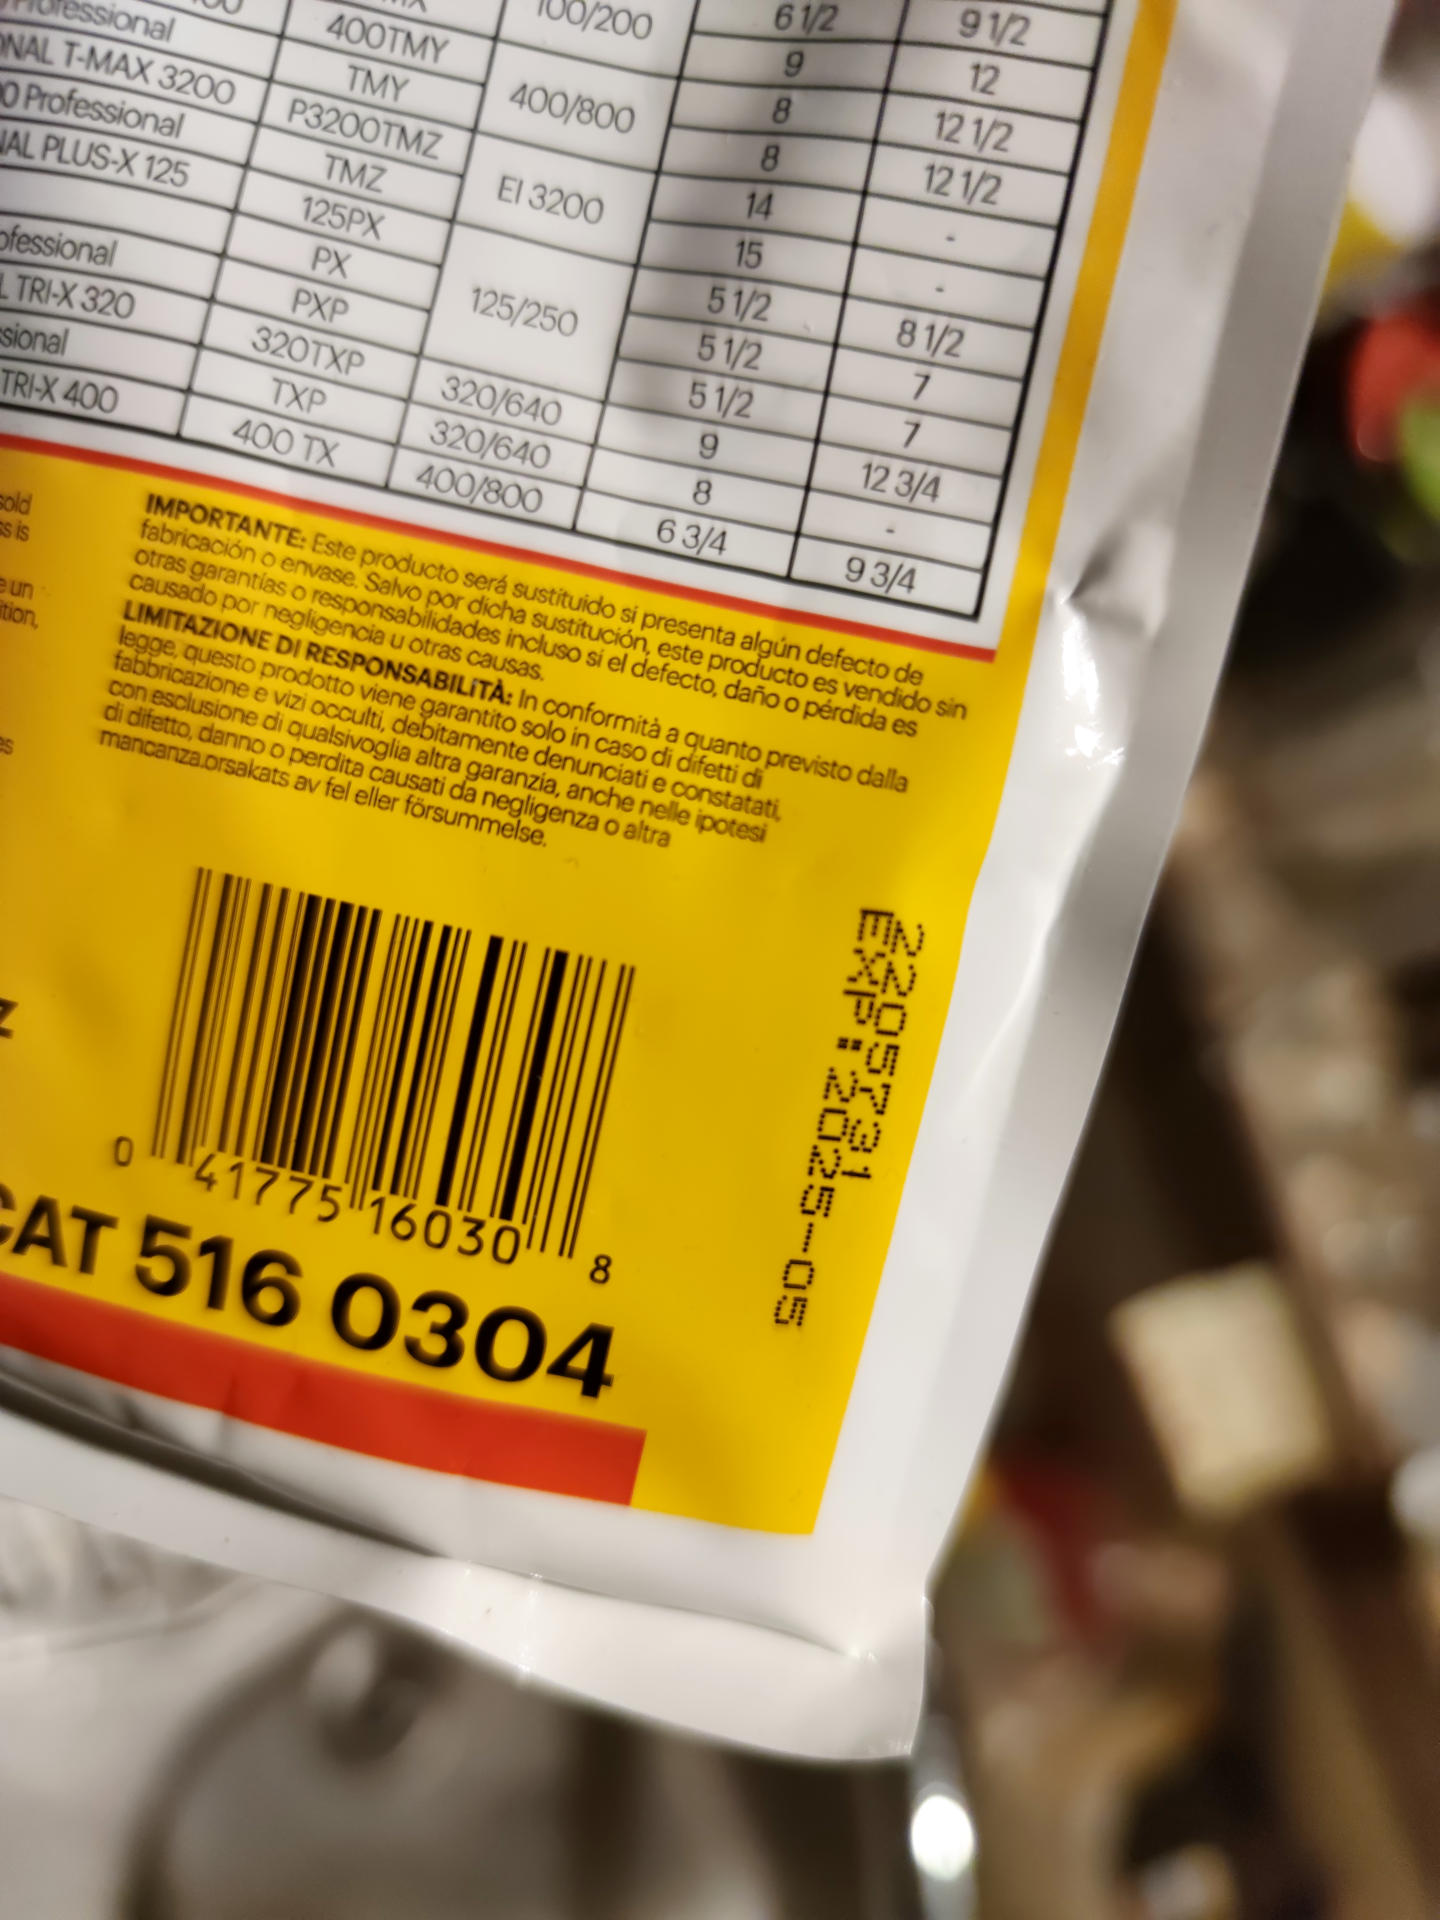 100/200 6 1/2 9 1/2
Professional 400TMY 9 12
ONAL T-MAX 3200 TMY 400/800 8 12 1/2
0 Professional P3200TMZ 8 12 1/2
NAL PLUS-X 125 TMZ EI 3200 14 -
125PX 15 -
ofessional PX 5 1/2 8 1/2
L TRI-X 320 PXP 125/250 5 1/2 7
ssional 320TXP 5 1/2 7
TRI-X 400 TXP 320/640 9 12 3/4
400 TX 320/640 8 -
400/800 6 3/4 9 3/4
sold
ss is
e un
ition,
es
IMPORTANTE: Este producto será sustituido si presenta algún defecto de
fabricación o envase. Salvo por dicha sustitución, este producto es vendido sin
otras garantías o responsabilidades incluso si el defecto, daño o pérdida es
causado por negligencia u otras causas.
LIMITAZIONE DI RESPONSABILiTÀ: In conformità a quanto previsto dalla
legge, questo prodotto viene garantito solo in caso di difetti di
fabbricazione e vizi occulti, debitamente denunciati e constatati,
con esclusione di qualsivoglia altra garanzia, anche nelle ipotesi
di difetto, danno o perdita causati da negligenza o altra
mancanza.orsakats av fel eller försummelse.
2205Z731
EXP: 2025-05
z
0 41775 16030 8
CAT 516 0304